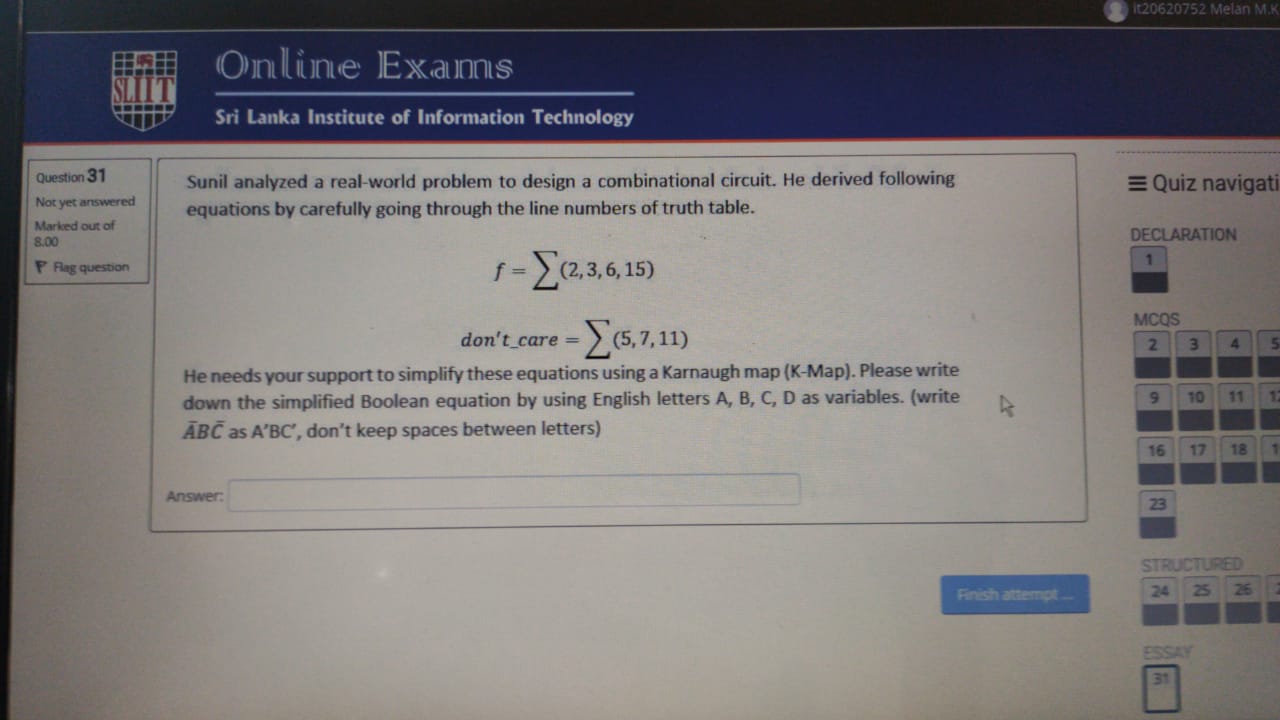 it20620752 Melan M.K
SLIIT
Online Exams
Sri Lanka Institute of Information Technology
Question 31
Not yet answered
Marked out of
8.00
Flag question
Sunil analyzed a real-world problem to design a combinational circuit. He derived following
equations by carefully going through the line numbers of truth table.
f = ∑(2,3,6,15)
don't_care = ∑(5,7,11)
He needs your support to simplify these equations using a Karnaugh map (K-Map). Please write
down the simplified Boolean equation by using English letters A, B, C, D as variables. (write
A̅BC̅ as A'BC', don't keep spaces between letters)
Answer:
Finish attempt ...
Quiz navigati
DECLARATION
1
MCQS
2 3 4 5
9 10 11 12
16 17 18 1
23
STRUCTURED
24 25 26 2
ESSAY
31